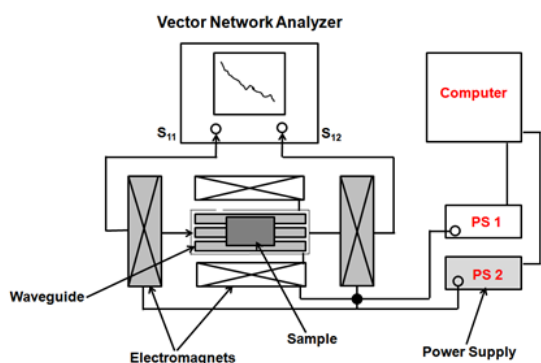 Vector Network Analyzer
Computer
S11
S12
PS 1
PS 2
Waveguide
Sample
Power Supply
Electromagnets